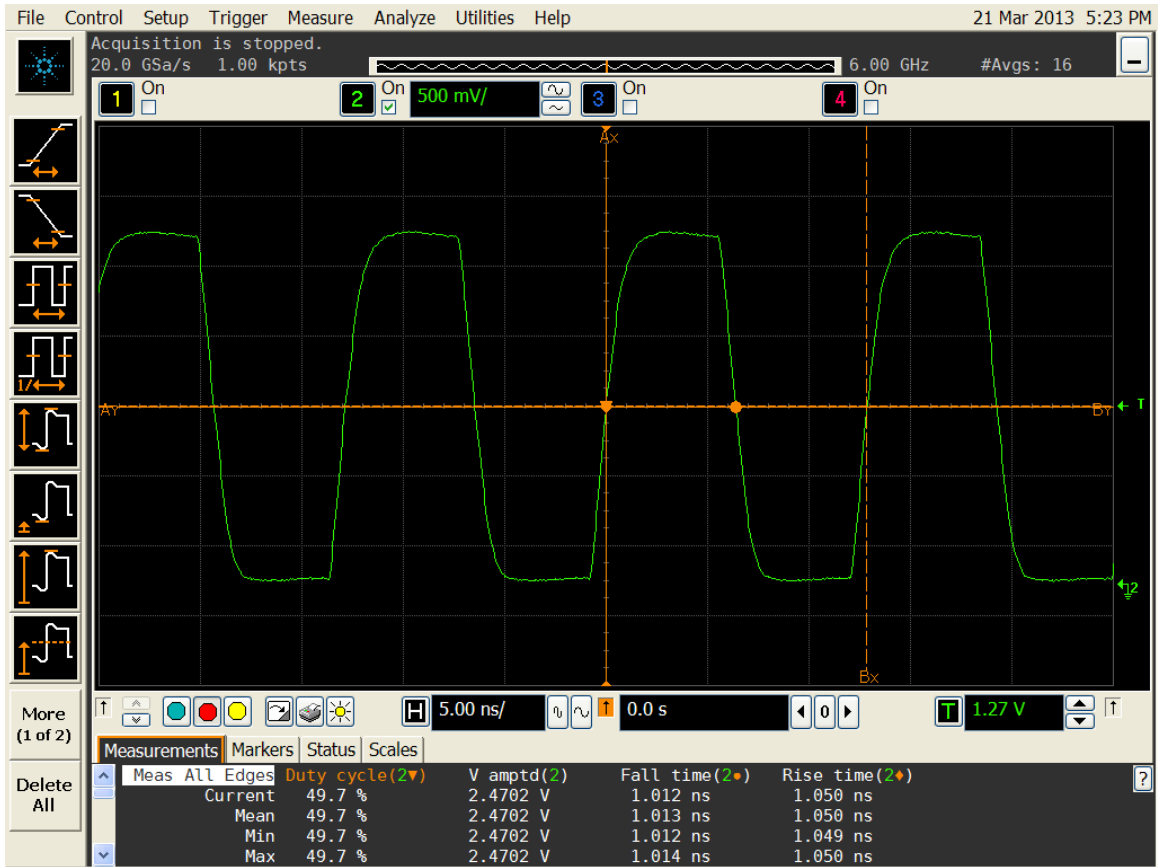 File Control Setup Trigger Measure Analyze Utilities Help 21 Mar 2013 5:23 PM
Acquisition is stopped.
20.0 GSa/s 1.00 kpts 6.00 GHz #Avgs: 16
1 On 2 On 500 mV/ 3 On 4 On
Ax
1/
AY BY T
2
Bx
More
(1 of 2)
Delete
All
H 5.00 ns/ 0.0 s 0 T 1.27 V
Measurements Markers Status Scales
Meas All Edges Duty cycle(2▼) V amptd(2) Fall time(2●) Rise time(2♦) ?
Current 49.7 % 2.4702 V 1.012 ns 1.050 ns
Mean 49.7 % 2.4702 V 1.013 ns 1.050 ns
Min 49.7 % 2.4702 V 1.012 ns 1.049 ns
Max 49.7 % 2.4702 V 1.014 ns 1.050 ns